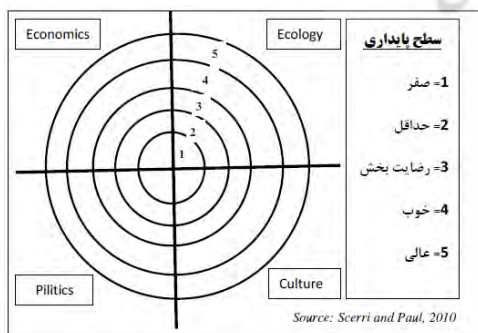 Economics
Ecology
5
4
3
2
1
Pilitics
Culture
سطح پایداری
1= صفر
2= حداقل
3= رضایت بخش
4= خوب
5= عالی
Source: Scerri and Paul, 2010